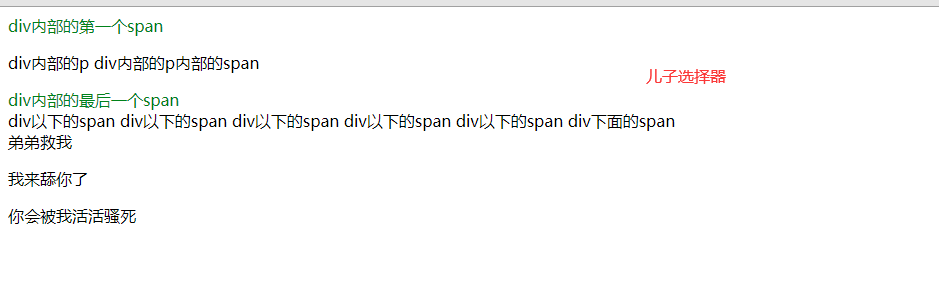 div内部的第一个span
div内部的p div内部的p内部的span
儿子选择器
div内部的最后一个span
div以下的span div以下的span div以下的span div以下的span div以下的span div下面的span
弟弟救我
我来舔你了
你会被我活活骚死